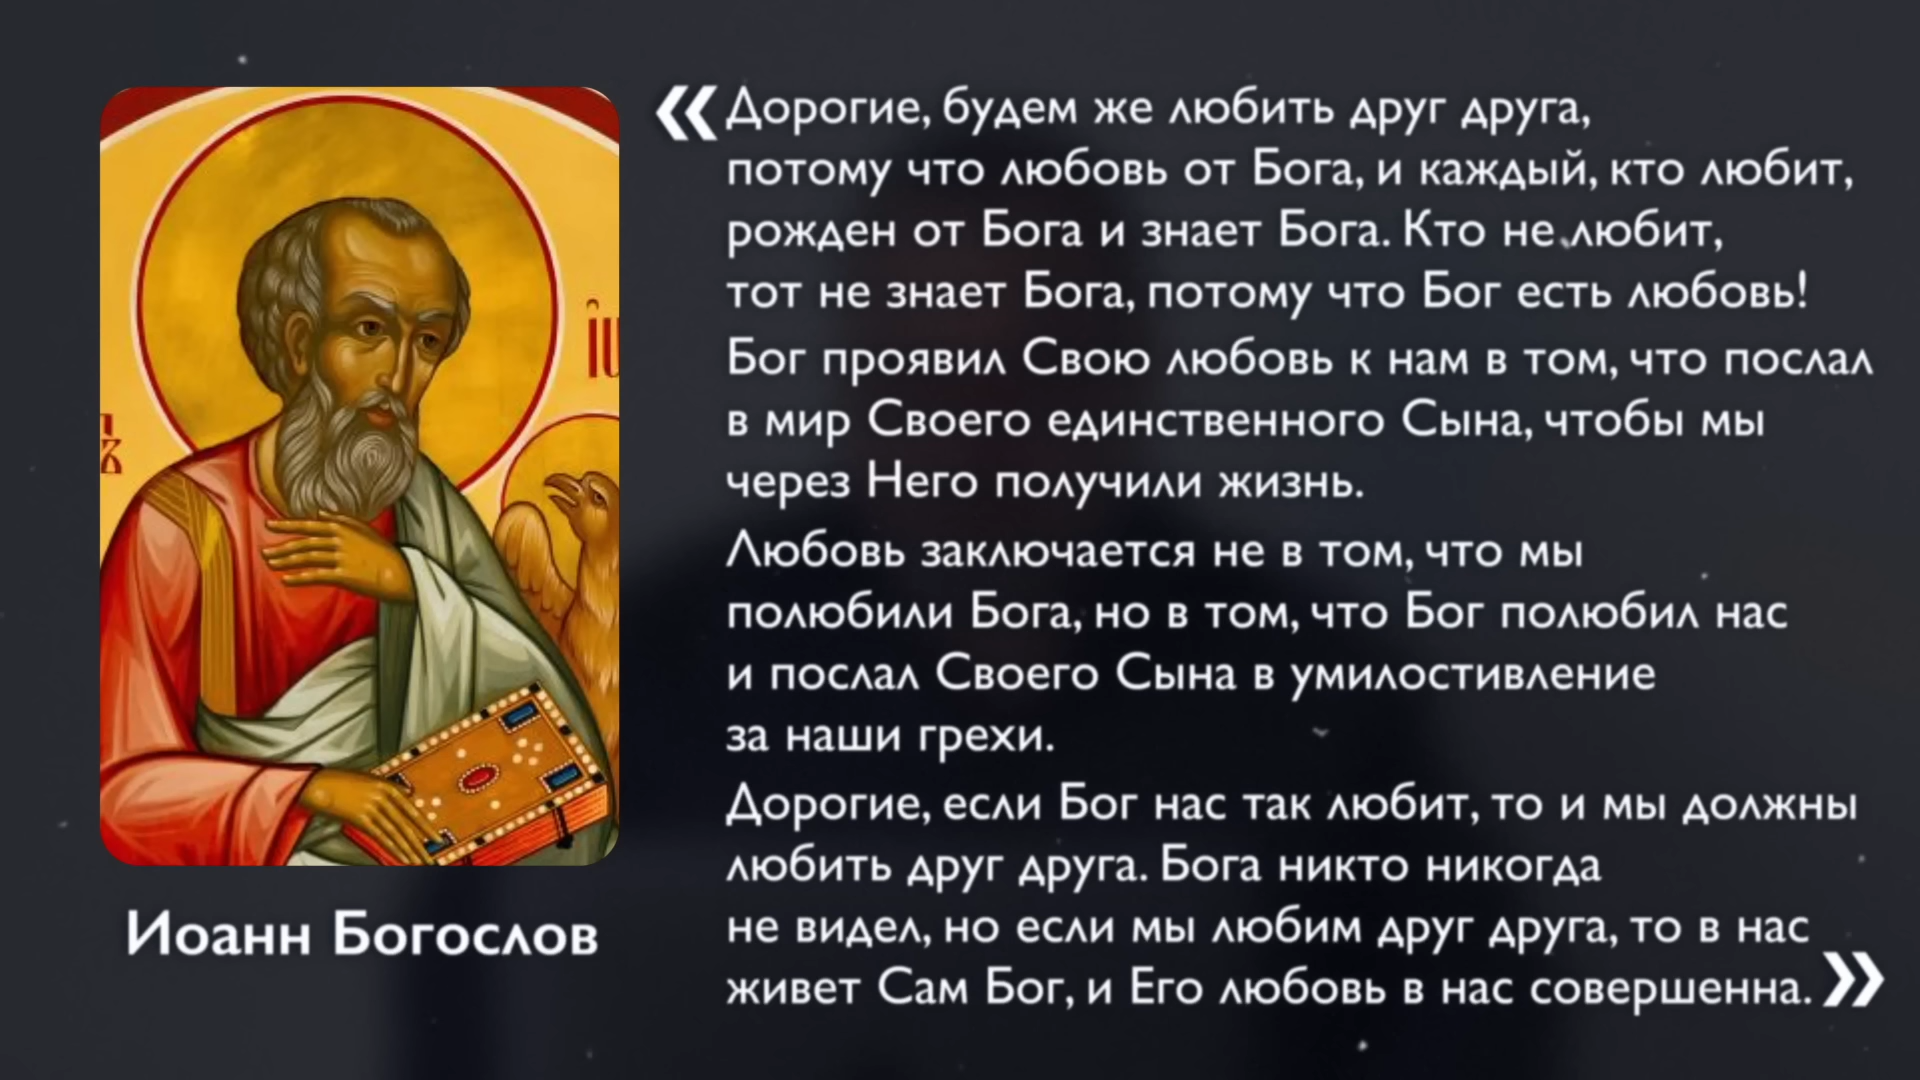 « Дорогие, будем же любить друг друга,
потому что любовь от Бога, и каждый, кто любит,
рожден от Бога и знает Бога. Кто не любит,
тот не знает Бога, потому что Бог есть любовь!
Бог проявил Свою любовь к нам в том, что послал
в мир Своего единственного Сына, чтобы мы
через Него получили жизнь.
Любовь заключается не в том, что мы
полюбили Бога, но в том, что Бог полюбил нас
и послал Своего Сына в умилостивление
за наши грехи.
Дорогие, если Бог нас так любит, то и мы должны
любить друг друга. Бога никто никогда
не видел, но если мы любим друг друга, то в нас
живет Сам Бог, и Его любовь в нас совершенна. »
Иоанн Богослов